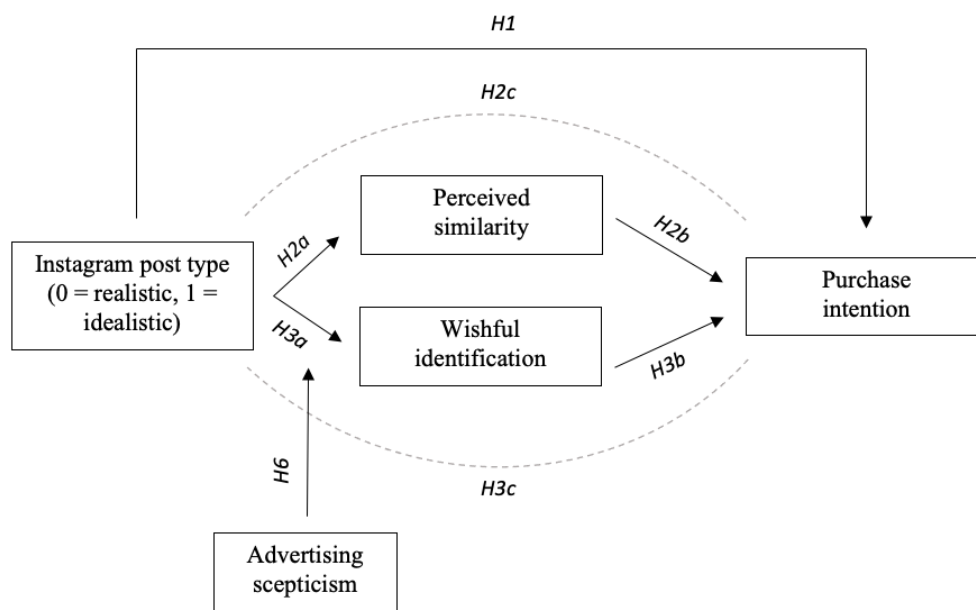 H1
H2c
Perceived
similarity
H2a
H2b
Instagram post type
(0 = realistic, 1 =
idealistic)
Purchase
intention
H3a
Wishful
identification
H3b
H6
H3c
Advertising
scepticism